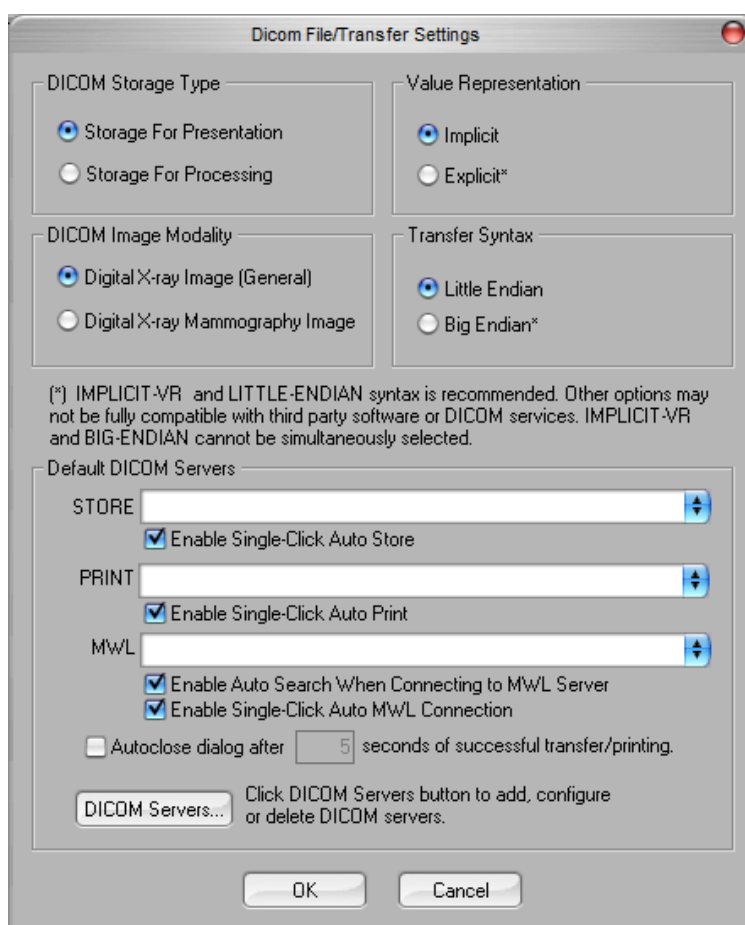 Dicom File/Transfer Settings
DICOM Storage Type
Storage For Presentation
Storage For Processing
Value Representation
Implicit
Explicit*
DICOM Image Modality
Digital X-ray Image (General)
Digital X-ray Mammography Image
Transfer Syntax
Little Endian
Big Endian*
(*) IMPLICIT-VR and LITTLE-ENDIAN syntax is recommended. Other options may
not be fully compatible with third party software or DICOM services. IMPLICIT-VR
and BIG-ENDIAN cannot be simultaneously selected.
Default DICOM Servers
STORE
Enable Single-Click Auto Store
PRINT
Enable Single-Click Auto Print
MWL
Enable Auto Search When Connecting to MWL Server
Enable Single-Click Auto MWL Connection
Autoclose dialog after 5 seconds of successful transfer/printing.
DICOM Servers...
Click DICOM Servers button to add, configure
or delete DICOM servers.
OK Cancel